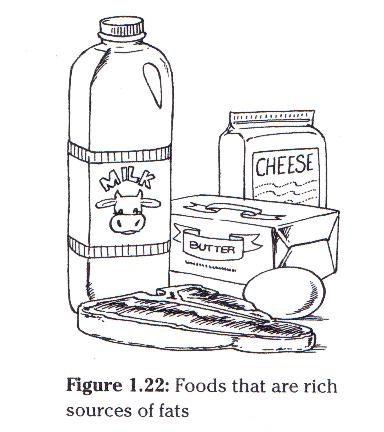 MILK
CHEESE
BUTTER
Figure 1.22: Foods that are rich
sources of fats